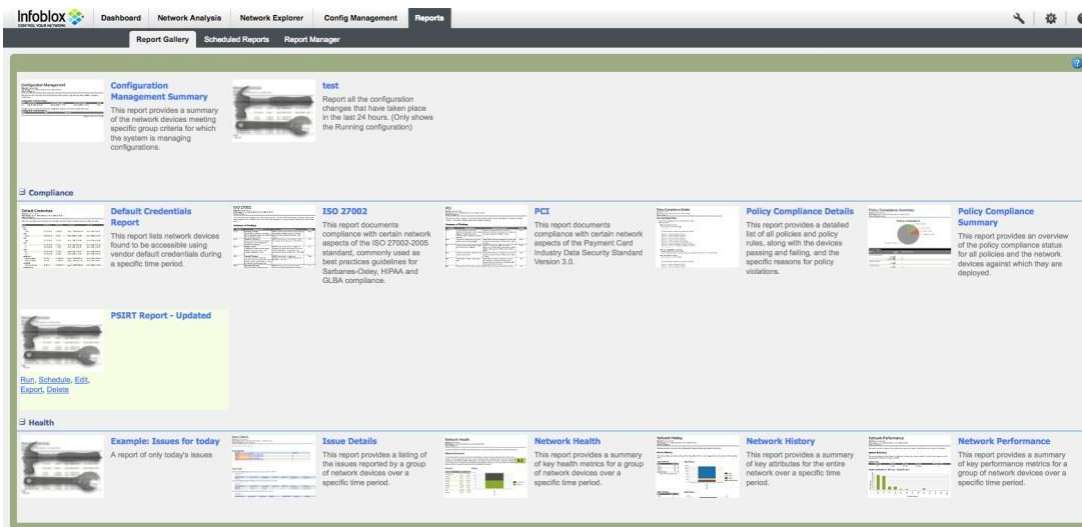 Infoblox
CONTROL YOUR NETWORK
Dashboard Network Analysis Network Explorer Config Management Reports
Report Gallery Scheduled Reports Report Manager
Configuration
Management Summary
This report provides a summary
of the network devices meeting
specific group criteria for which
the system is managing
configurations.
test
Report all the configuration
changes that have taken place
in the last 24 hours. (Only shows
the Running configuration)
Compliance
Default Credentials
Report
This report lists network devices
found to be accessible using
vendor default credentials during
a specific time period.
ISO 27002
This report documents
compliance with certain network
aspects of the ISO 27002-2005
standard, commonly used as
best practices guidelines for
Sarbanes-Oxley, HIPAA and
GLBA compliance.
PCI
This report documents
compliance with certain network
aspects of the Payment Card
Industry Data Security Standard
Version 3.0.
Policy Compliance Details
This report provides a detailed
list of all policies and policy
rules, along with the devices
passing and failing, and the
specific reasons for policy
violations.
Policy Compliance
Summary
This report provides an overview
of the policy compliance status
for all policies and the network
devices against which they are
deployed.
PSIRT Report - Updated
Run, Schedule, Edit,
Export, Delete
Health
Example: Issues for today
A report of only today's issues
Issue Details
This report provides a listing of
the issues reported by a group
of network devices over a
specific time period.
Network Health
This report provides a summary
of key health metrics for a group
of network devices over a
specific time period.
Network History
This report provides a summary
of key attributes for the entire
network over a specific time
period.
Network Performance
This report provides a summary
of key performance metrics for a
group of network devices over a
specific time period.